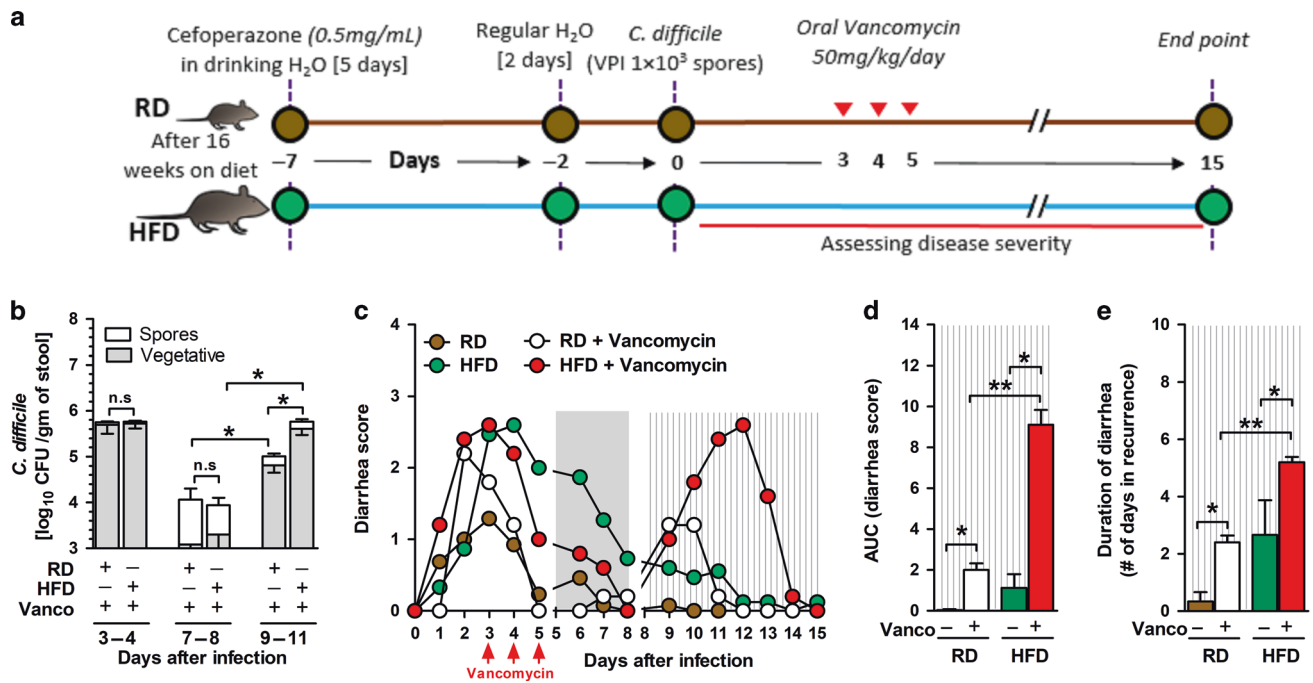 a
Cefoperazone (0.5mg/mL)
in drinking H₂O [5 days]
Regular H₂O
[2 days]
C. difficile
(VPI 1×10³ spores)
Oral Vancomycin
50mg/kg/day
End point
RD
After 16
weeks on diet
HFD
–7 Days –2 0 3 4 5 15
Assessing disease severity
b
C. difficile
[log₁₀ CFU /gm of stool]
8
7
6
5
4
3
Spores
Vegetative
n.s
*
n.s
*
*
RD + – + – + –
HFD – + – + – +
Vanco + + + + + +
3–4 7–8 9–11
Days after infection
c
Diarrhea score
4
3
2
1
0
RD
HFD
RD + Vancomycin
HFD + Vancomycin
0 1 2 3 4 5 5 6 7 8 8 9 10 11 12 13 14 15
Vancomycin
Days after infection
d
AUC (diarrhea score)
14
12
10
8
6
4
2
0
*
**
*
Vanco – + – +
RD HFD
e
Duration of diarrhea
(# of days in recurrence)
10
8
6
4
2
0
*
**
*
Vanco – + – +
RD HFD